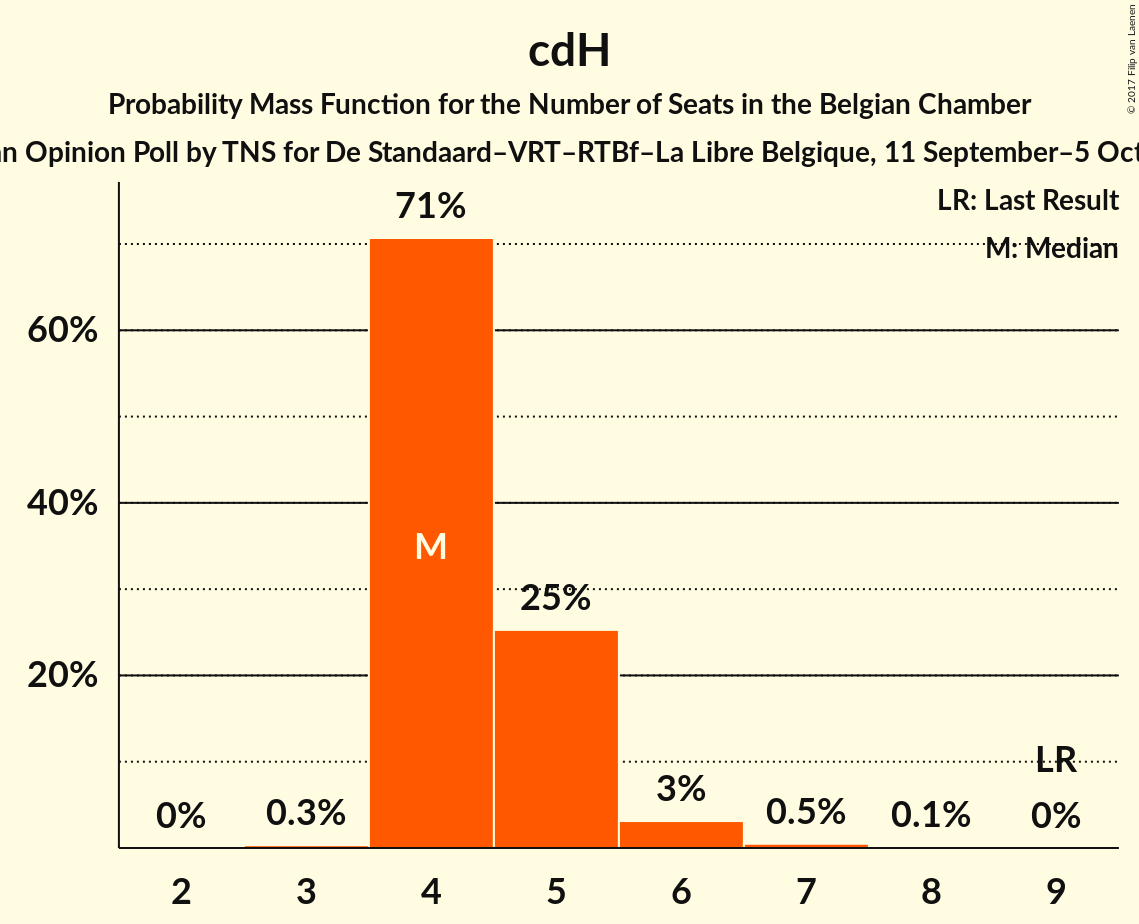 cdH
Probability Mass Function for the Number of Seats in the Belgian Chamber
Opinion Poll by TNS for De Standaard–VRT–RTBf–La Libre Belgique, 11 September–5
LR: Last Result
M: Median
© 2017 Filip van Laenen
71%
60%
40%
M
25%
20%
LR
0%
0.3%
3%
0.5%
0.1%
0%
2 3 4 5 6 7 8 9